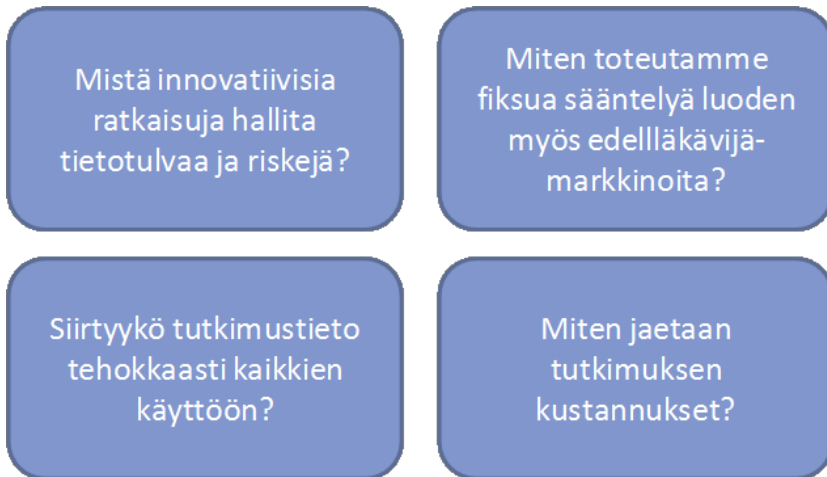 Mistä innovatiivisia
ratkaisuja hallita
tietotulvaa ja riskejä?
Miten toteutamme
fiksua sääntelyä luoden
myös edellläkävijä-
markkinoita?
Siirtyykö tutkimustieto
tehokkaasti kaikkien
käyttöön?
Miten jaetaan
tutkimuksen
kustannukset?